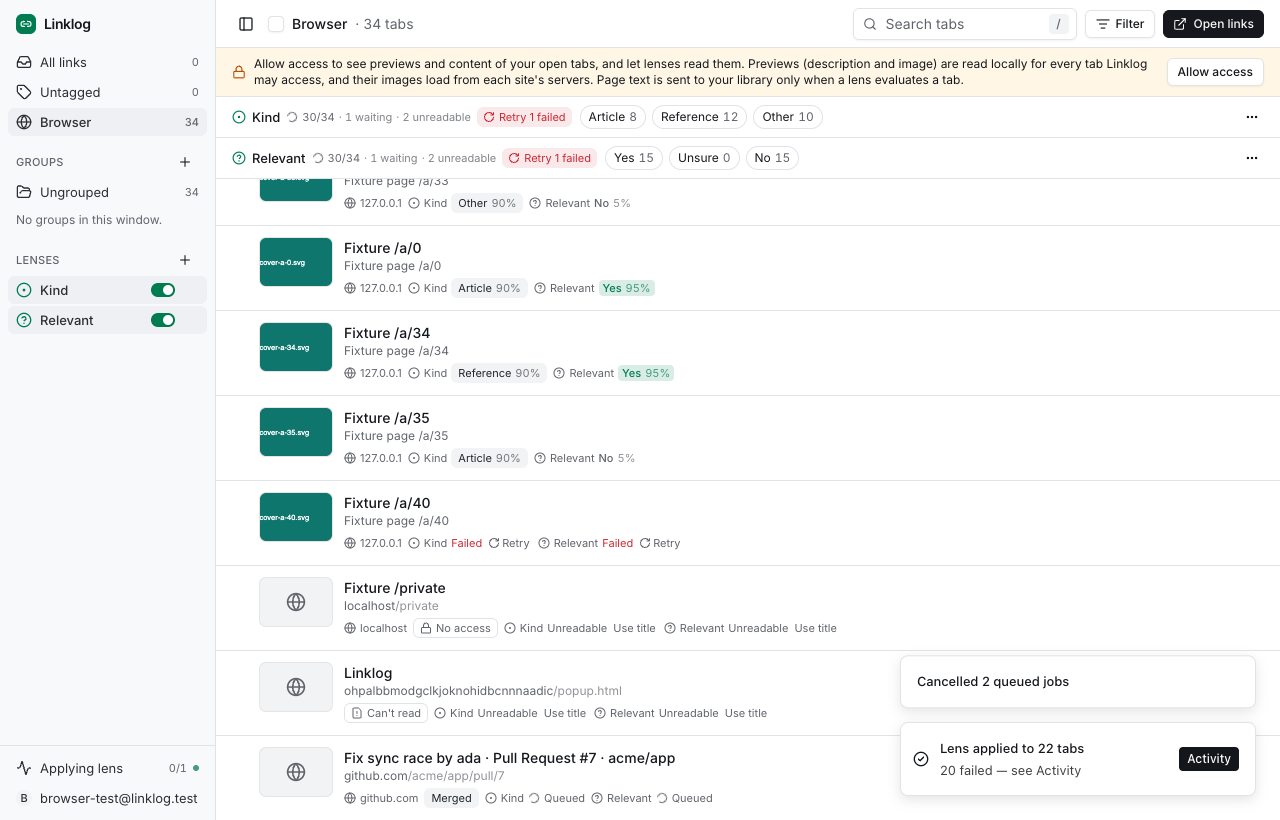 Linklog
All links 0
Untagged 0
Browser 34
GROUPS
Ungrouped 34
No groups in this window.
LENSES
Kind
Relevant
Applying lens 0/1
B browser-test@linklog.test
Browser · 34 tabs
Search tabs /
Filter
Open links
Allow access to see previews and content of your open tabs, and let lenses read them. Previews (description and image) are read locally for every tab Linklog
may access, and their images load from each site's servers. Page text is sent to your library only when a lens evaluates a tab.
Allow access
Kind 30/34 · 1 waiting · 2 unreadable Retry 1 failed Article 8 Reference 12 Other 10
Relevant 30/34 · 1 waiting · 2 unreadable Retry 1 failed Yes 15 Unsure 0 No 15
Fixture page /a/33
127.0.0.1 Kind Other 90% Relevant No 5%
cover-a-0.svg
Fixture /a/0
Fixture page /a/0
127.0.0.1 Kind Article 90% Relevant Yes 95%
cover-a-34.svg
Fixture /a/34
Fixture page /a/34
127.0.0.1 Kind Reference 90% Relevant Yes 95%
cover-a-35.svg
Fixture /a/35
Fixture page /a/35
127.0.0.1 Kind Article 90% Relevant No 5%
cover-a-40.svg
Fixture /a/40
Fixture page /a/40
127.0.0.1 Kind Failed Retry Relevant Failed Retry
Fixture /private
localhost/private
localhost No access Kind Unreadable Use title Relevant Unreadable Use title
Linklog
ohpalbbmodgclkjoknohidbcnnnaadic/popup.html
Can't read Kind Unreadable Use title Relevant Unreadable Use title
Fix sync race by ada · Pull Request #7 · acme/app
github.com/acme/app/pull/7
github.com Merged Kind Queued Relevant Queued
Cancelled 2 queued jobs
Lens applied to 22 tabs
20 failed — see Activity
Activity